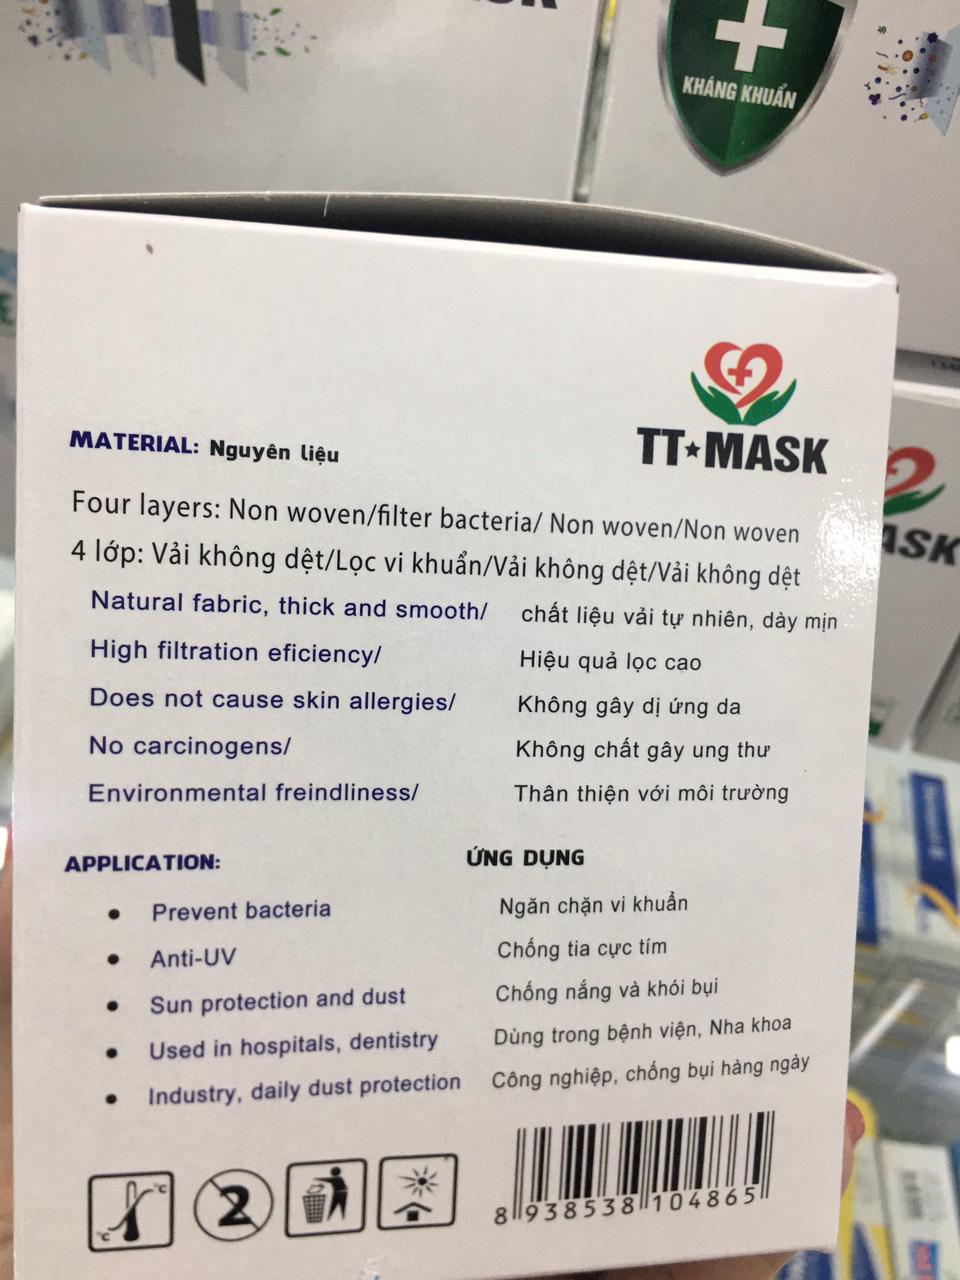 KHÁNG KHUẨN
TT★MASK
MATERIAL: Nguyên liệu
Four layers: Non woven/filter bacteria/ Non woven/Non woven
4 lớp: Vải không dệt/Lọc vi khuẩn/Vải không dệt/Vải không dệt
Natural fabric, thick and smooth/ chất liệu vải tự nhiên, dày mịn
High filtration eficiency/ Hiệu quả lọc cao
Does not cause skin allergies/ Không gây dị ứng da
No carcinogens/ Không chất gây ung thư
Environmental freindliness/ Thân thiện với môi trường
APPLICATION: ỨNG DỤNG
• Prevent bacteria Ngăn chặn vi khuẩn
• Anti-UV Chống tia cực tím
• Sun protection and dust Chống nắng và khói bụi
• Used in hospitals, dentistry Dùng trong bệnh viện, Nha khoa
• Industry, daily dust protection Công nghiệp, chống bụi hàng ngày
°C
°C
2
8 938538 104865